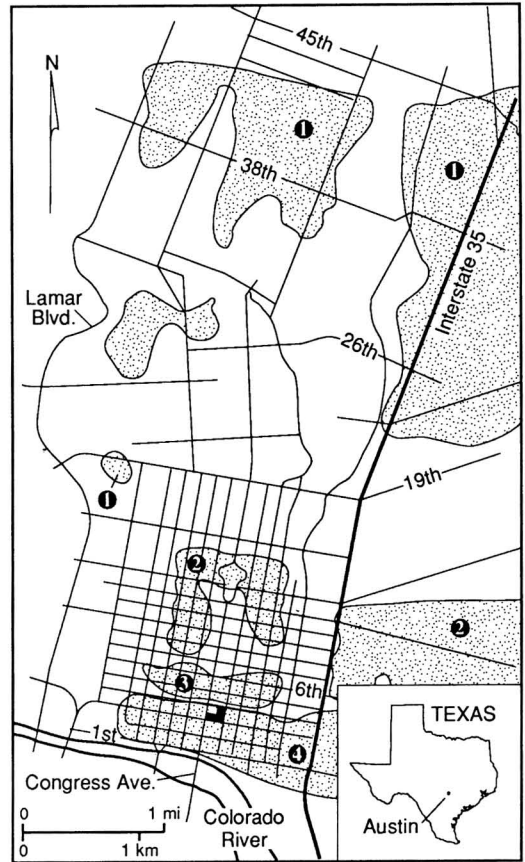 45th
N
1
1
38th
Interstate 35
Lamar
Blvd.
26th
1
19th
2
2
3
6th
1st
4
TEXAS
Austin
Congress Ave.
Colorado
River
0 1 mi
0 1 km